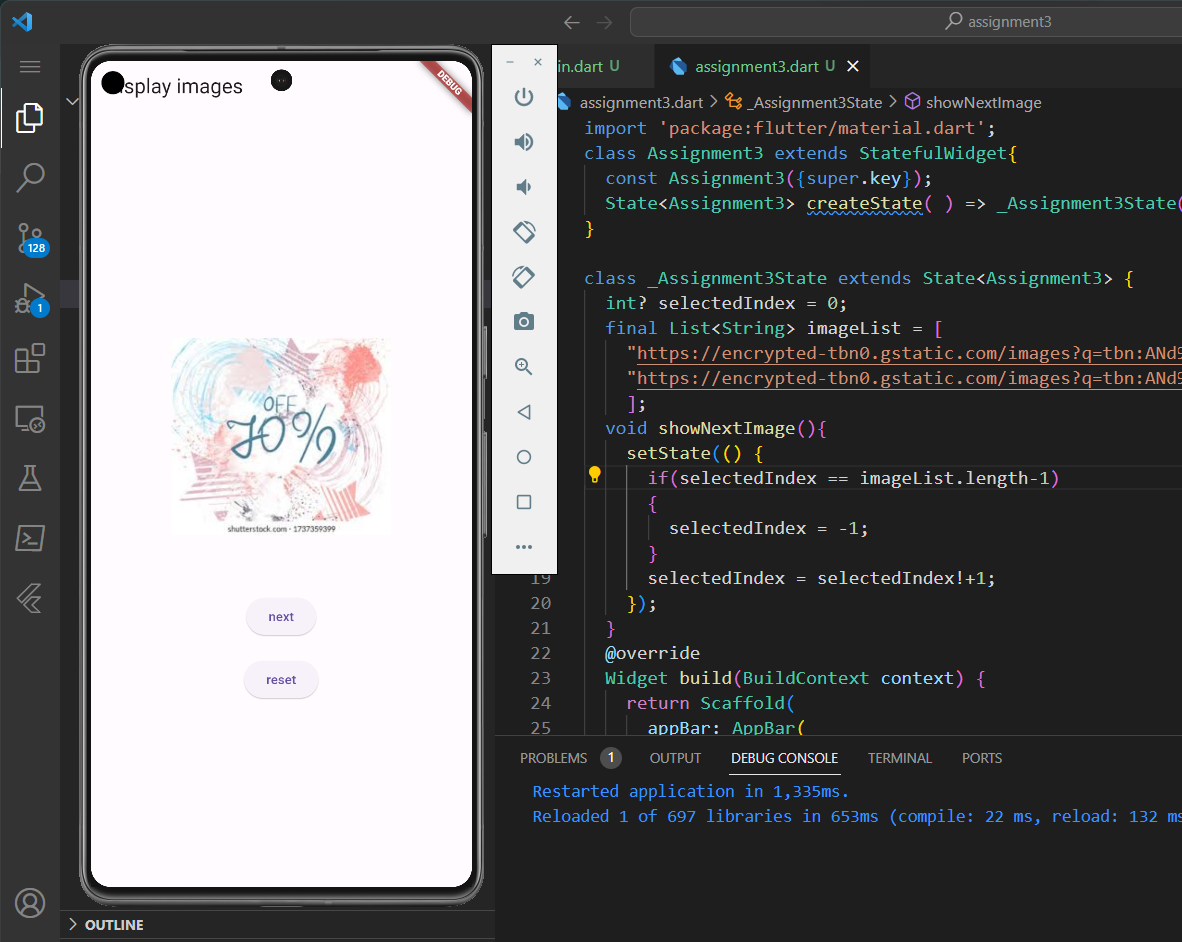 assignment3
isplay images
DEBUG
OFF
70%
shutterstock.com · 1737359399
next
reset
128
1
OUTLINE
in.dart U
assignment3.dart U
assignment3.dart > _Assignment3State > showNextImage
import 'package:flutter/material.dart';
class Assignment3 extends StatefulWidget{
const Assignment3({super.key});
State<Assignment3> createState( ) => _Assignment3State(
}
class _Assignment3State extends State<Assignment3> {
int? selectedIndex = 0;
final List<String> imageList = [
"https://encrypted-tbn0.gstatic.com/images?q=tbn:ANd9
"https://encrypted-tbn0.gstatic.com/images?q=tbn:ANd9
];
void showNextImage(){
setState(() {
if(selectedIndex == imageList.length-1)
{
selectedIndex = -1;
}
19 selectedIndex = selectedIndex!+1;
20 });
21 }
22 @override
23 Widget build(BuildContext context) {
24 return Scaffold(
25 appBar: AppBar(
PROBLEMS 1 OUTPUT DEBUG CONSOLE TERMINAL PORTS
Restarted application in 1,335ms.
Reloaded 1 of 697 libraries in 653ms (compile: 22 ms, reload: 132 ms